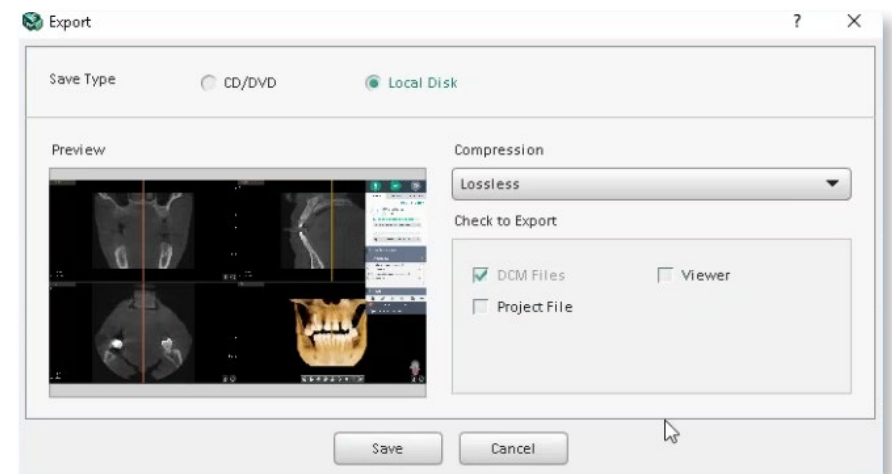 Export ? ×
Save Type CD/DVD Local Disk
Preview
Compression
Lossless
Check to Export
DCM Files Viewer
Project File
Save Cancel